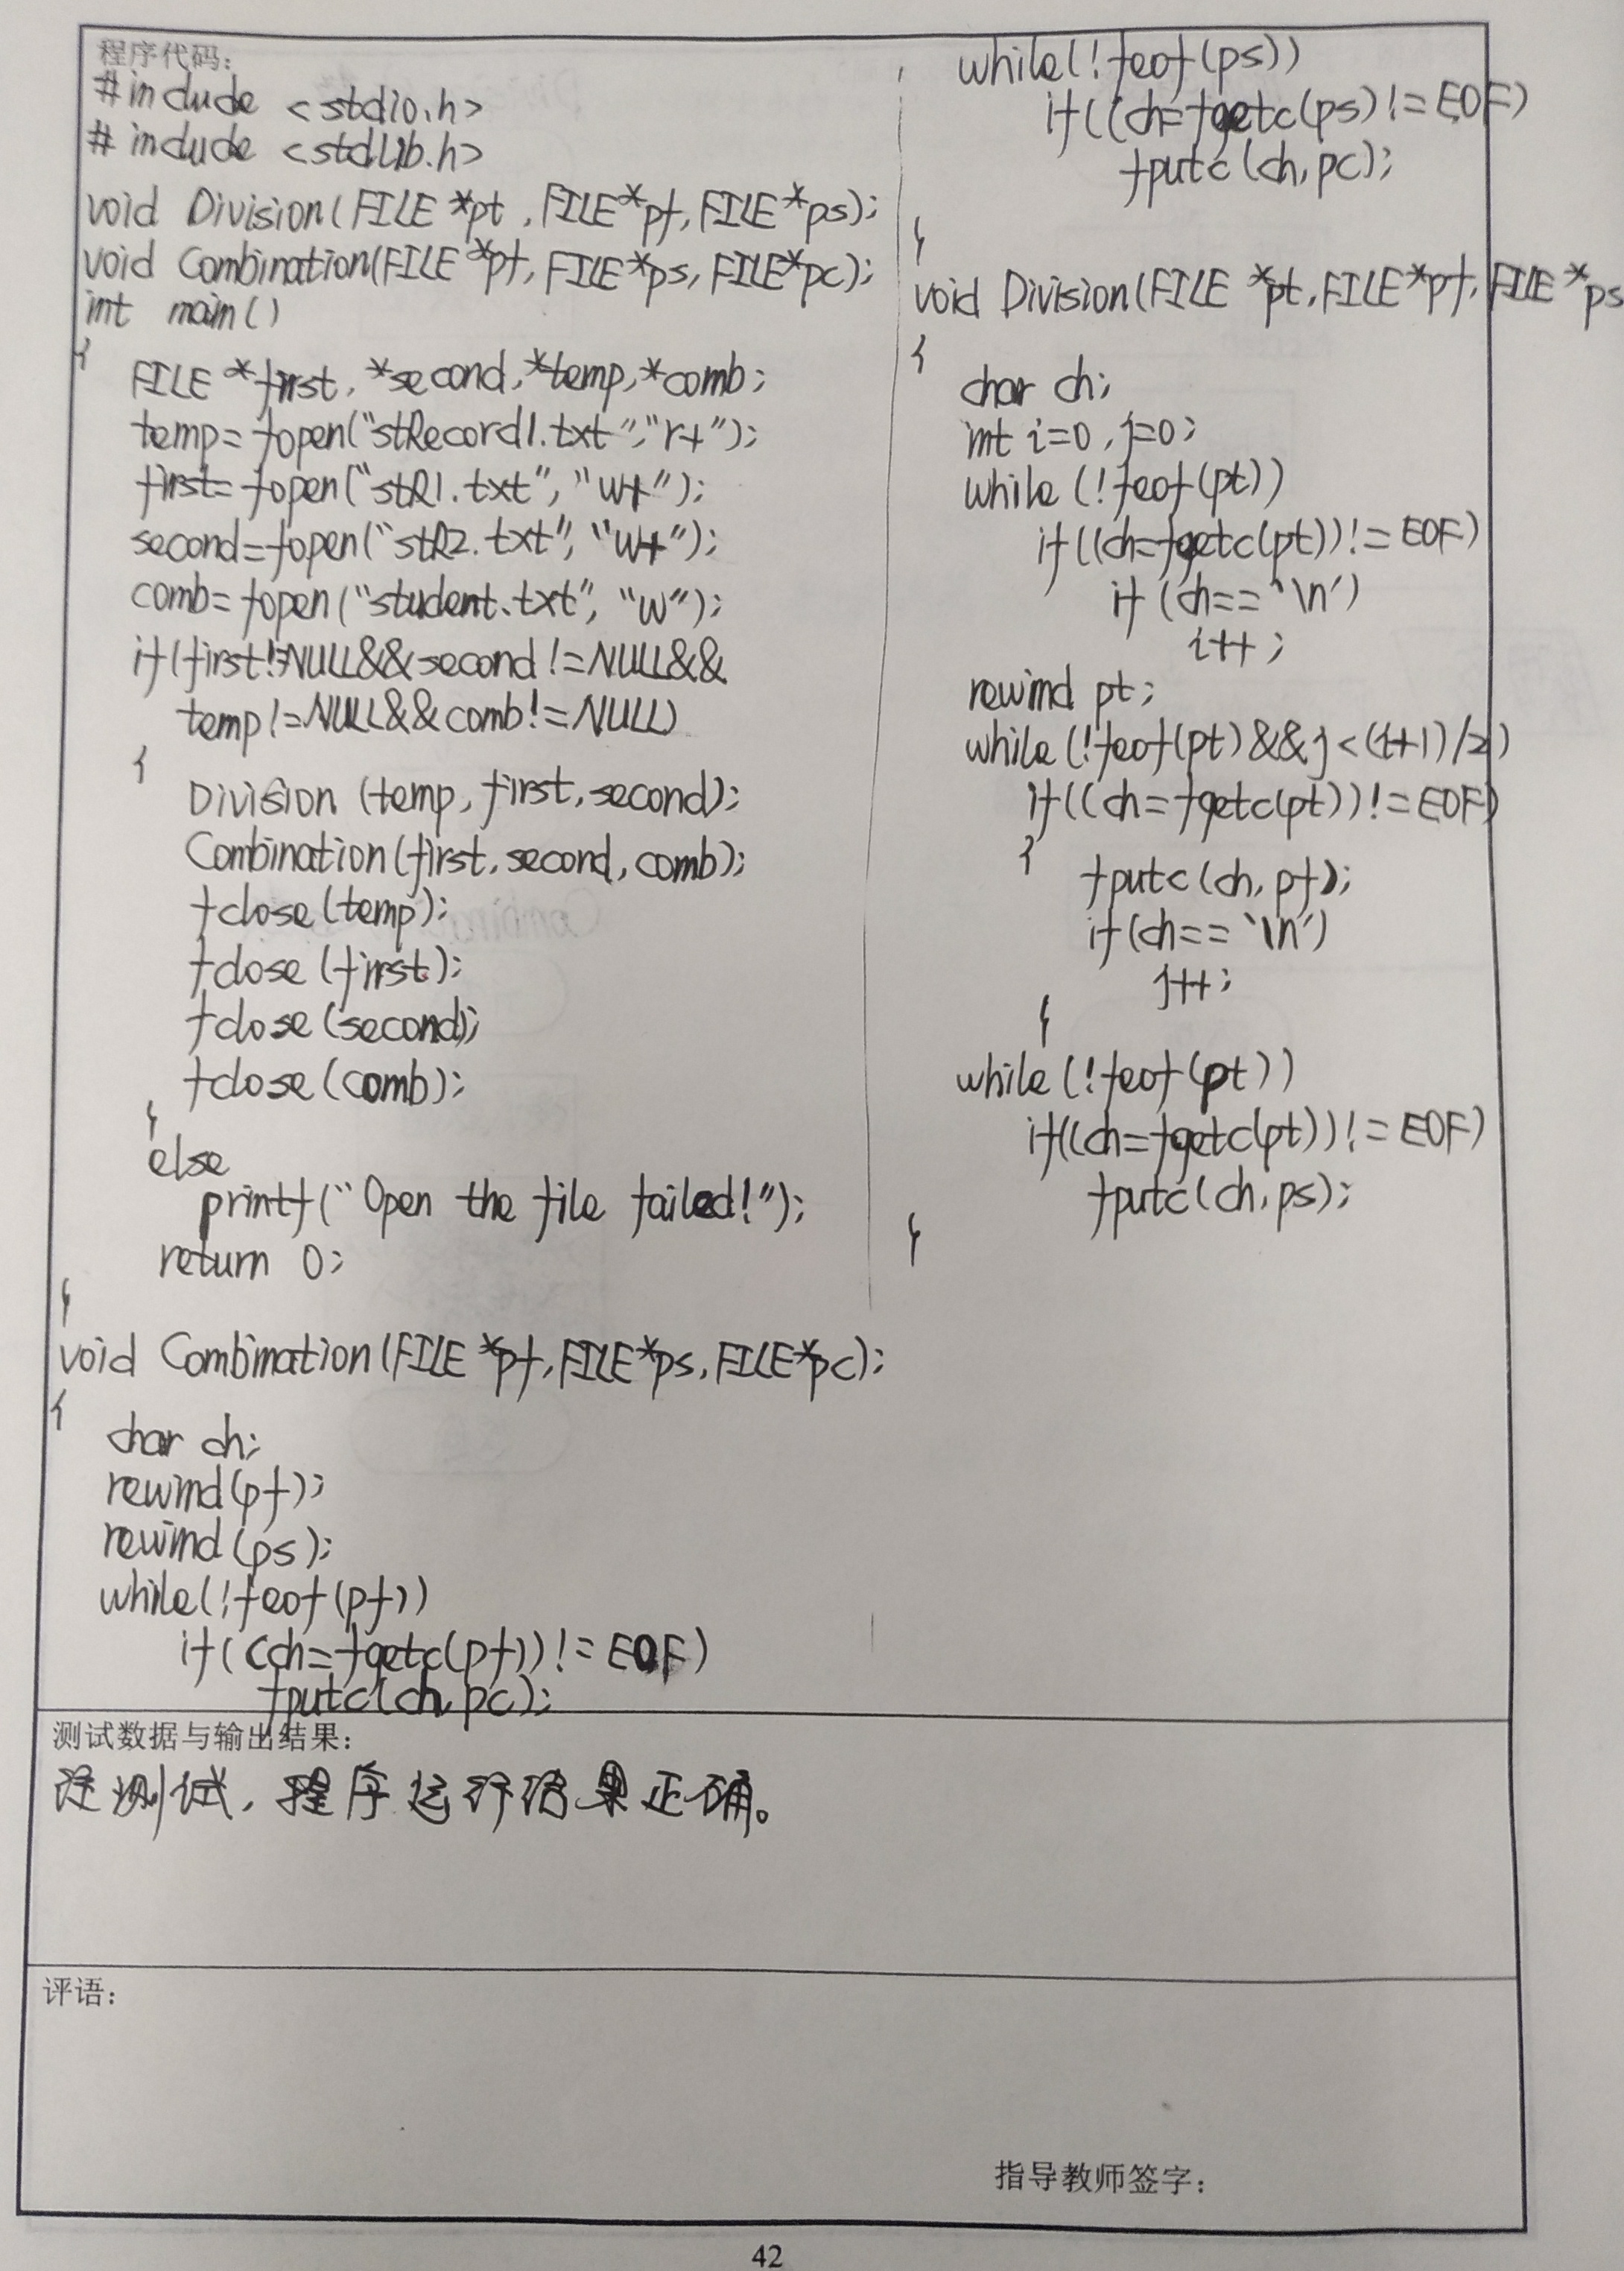 程序代码:
#include <stdio.h>
#include <stdlib.h>
void Division(FILE *pt, FILE*pf, FILE*ps);
void Combination(FILE *pf, FILE*ps, FILE*pc);
int main()
{
FILE *first, *second, *temp, *comb;
temp=fopen("stRecord1.txt","r+");
first=fopen("stR1.txt", "w+");
second=fopen("stR2.txt", "w+");
comb=fopen("student.txt", "w");
if(first!=NULL&&second!=NULL&&
temp!=NULL&&comb!=NULL)
{
Division (temp, first, second);
Combination(first, second, comb);
fclose(temp);
fclose(first);
fclose(second);
fclose(comb);
}
else
printf("Open the file failed!");
return 0;
}
void Combination(FILE *pf, FILE*ps, FILE*pc);
{
char ch;
rewind(pf);
rewind(ps);
while(!feof(pf))
if((ch=fgetc(pf))!=EOF)
fputc(ch, pc);
while(!feof(ps))
if((ch=fgetc(ps)!=EOF)
fputc(ch, pc);
}
void Division(FILE *pt, FILE*pf, FILE*ps
{
char ch;
int i=0, j=0;
while(!feof(pt))
if((ch=fgetc(pt))!=EOF)
if(ch=='\n')
i++;
rewind pt;
while(!feof(pt)&&j<(i+1)/2)
if((ch=fgetc(pt))!=EOF)
{
fputc(ch, pf);
if(ch=='\n')
j++;
}
while(!feof(pt))
if((ch=fgetc(pt))!=EOF)
fputc(ch, ps);
}
测试数据与输出结果:
经测试,程序运行结果正确。
评语:
指导教师签字:
42